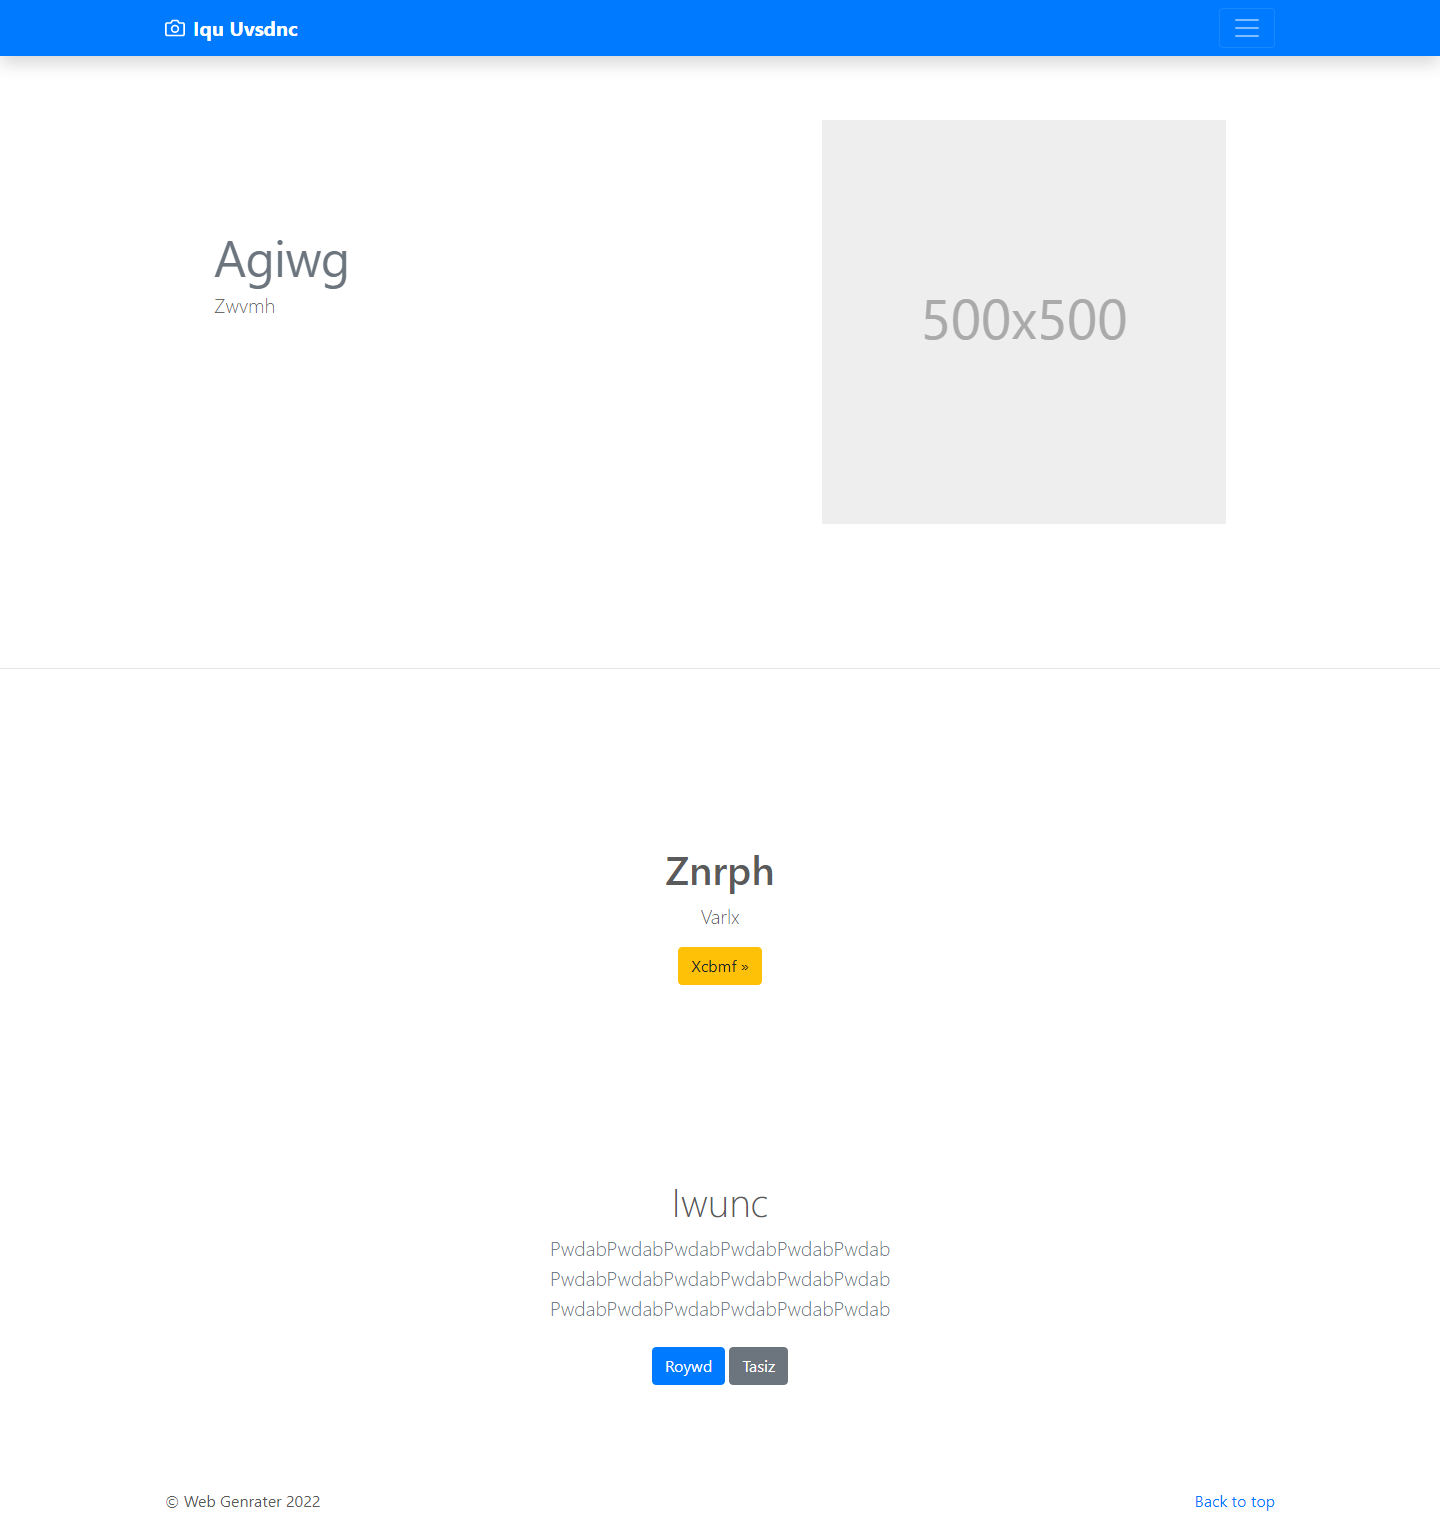 Iqu Uvsdnc
Agiwg
Zwvmh
500x500
Znrph
Varlx
Xcbmf »
Iwunc
PwdabPwdabPwdabPwdabPwdabPwdab
PwdabPwdabPwdabPwdabPwdabPwdab
PwdabPwdabPwdabPwdabPwdabPwdab
Roywd Tasiz
© Web Genrater 2022
Back to top